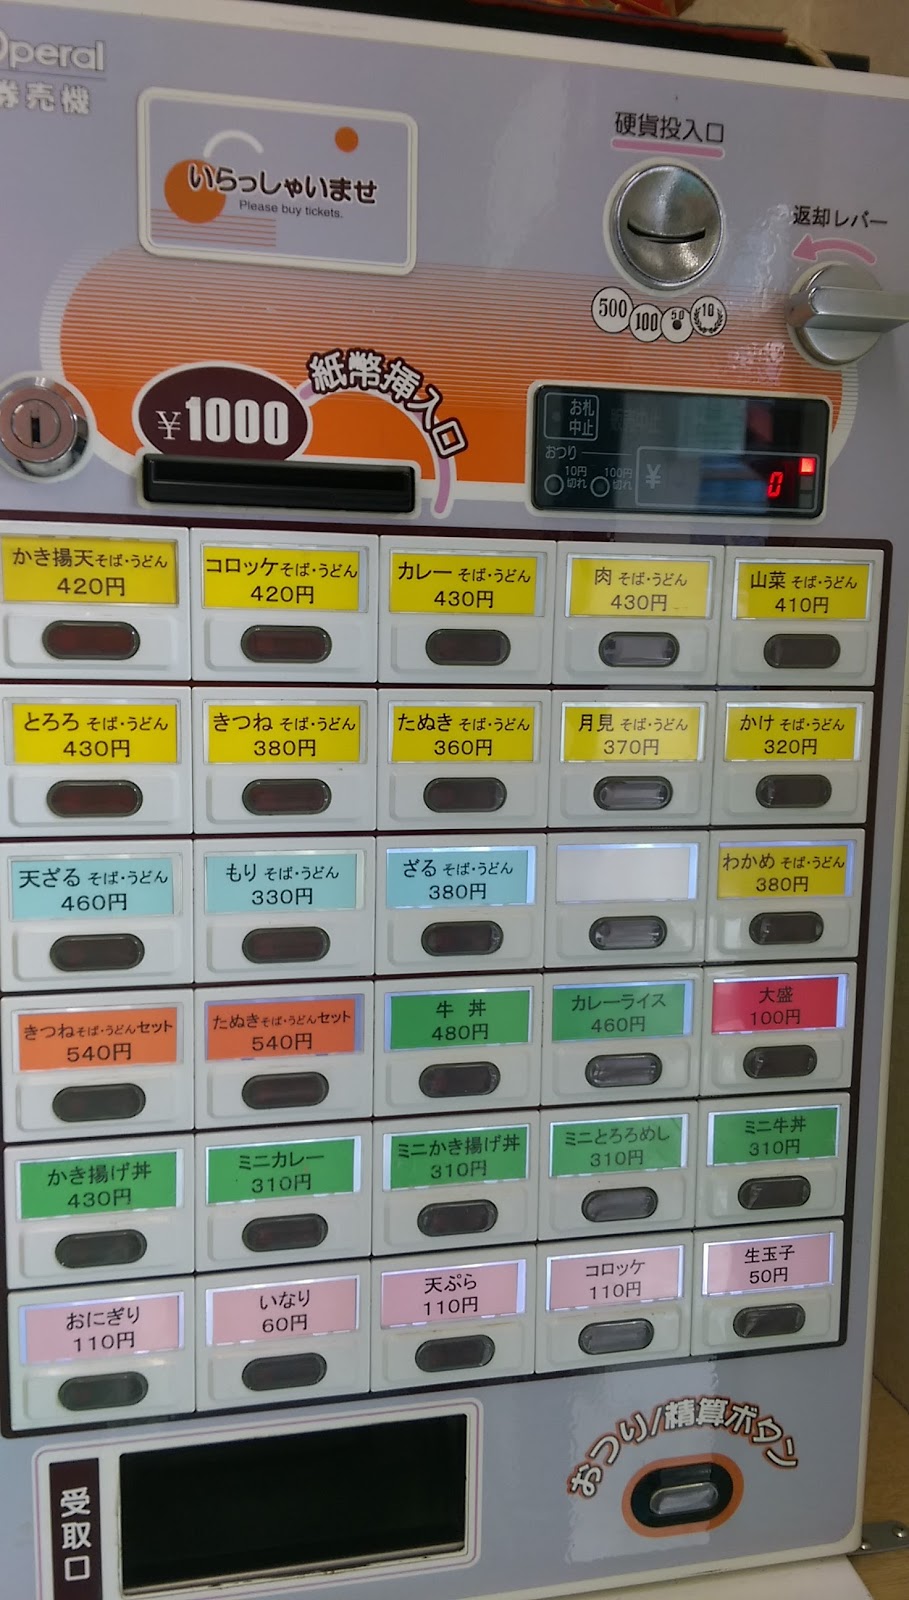 Operal
券売機
いらっしゃいませ
Please buy tickets.
硬貨投入口
返却レバー
500 100 50 10
紙幣挿入口
¥1000
お札
中止
販売中止
おつり
10円
切れ
100円
切れ
¥ 0
かき揚天そば・うどん
420円
コロッケそば・うどん
420円
カレーそば・うどん
430円
肉そば・うどん
430円
山菜そば・うどん
410円
とろろそば・うどん
430円
きつねそば・うどん
380円
たぬきそば・うどん
360円
月見そば・うどん
370円
かけそば・うどん
320円
天ざるそば・うどん
460円
もりそば・うどん
330円
ざるそば・うどん
380円
わかめそば・うどん
380円
きつねそば・うどんセット
540円
たぬきそば・うどんセット
540円
牛丼
480円
カレーライス
460円
大盛
100円
かき揚げ丼
430円
ミニカレー
310円
ミニかき揚げ丼
310円
ミニとろろめし
310円
ミニ牛丼
310円
おにぎり
110円
いなり
60円
天ぷら
110円
コロッケ
110円
生玉子
50円
おつり/精算ボタン
受取口